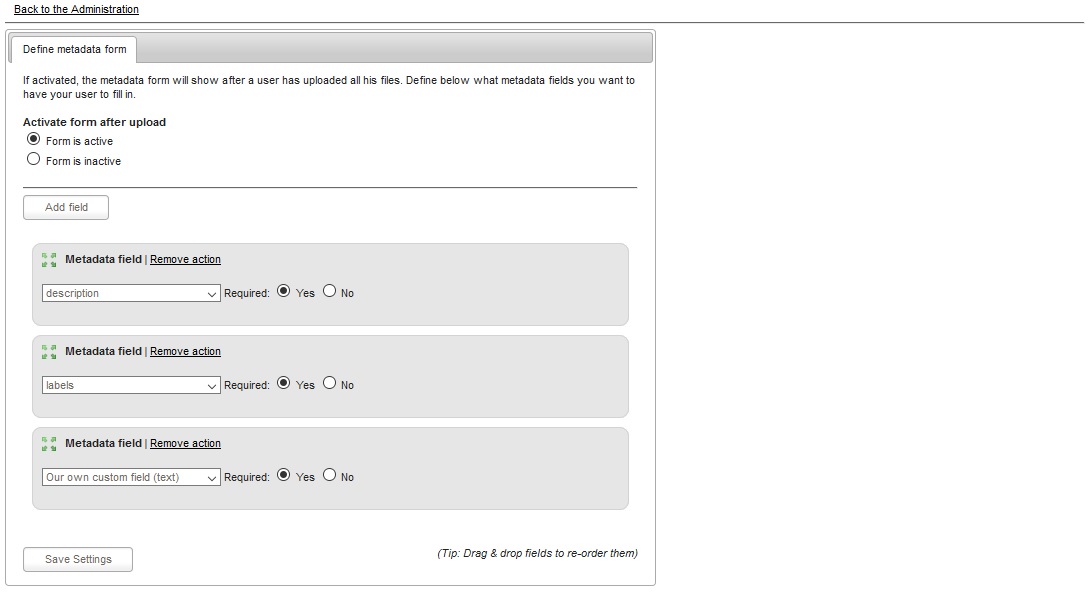 Back to the Administration
Define metadata form
If activated, the metadata form will show after a user has uploaded all his files. Define below what metadata fields you want to
have your user to fill in.
Activate form after upload
Form is active
Form is inactive
Add field
Metadata field | Remove action
description Required: Yes No
Metadata field | Remove action
labels Required: Yes No
Metadata field | Remove action
Our own custom field (text) Required: Yes No
(Tip: Drag & drop fields to re-order them)
Save Settings